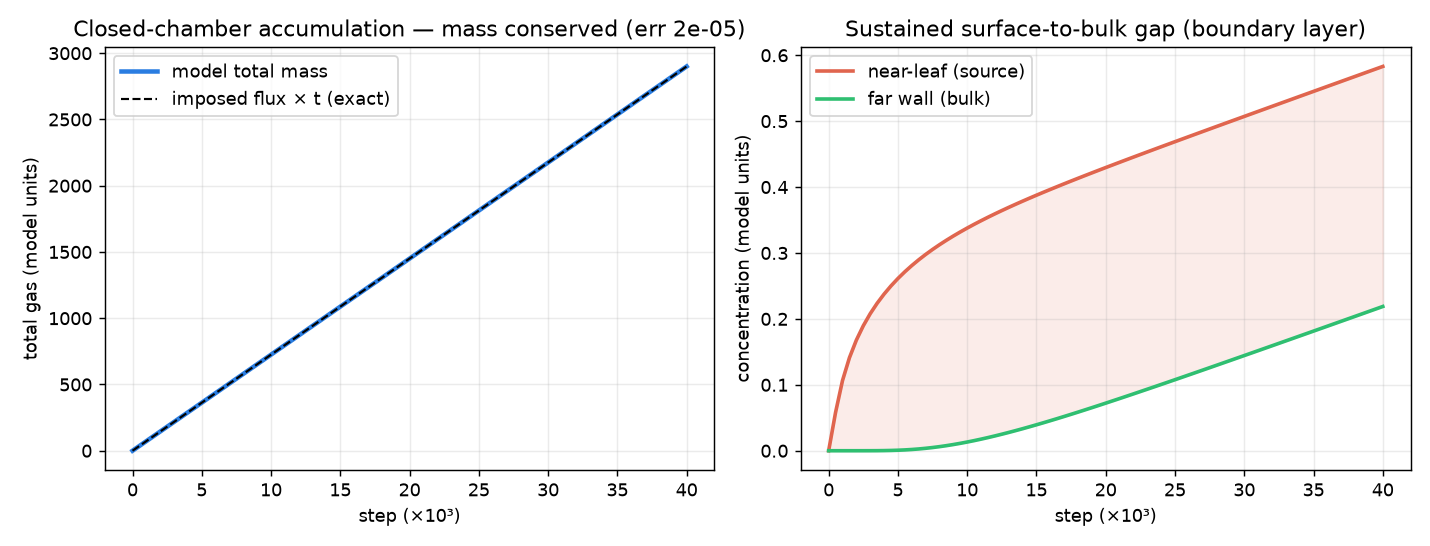 Closed-chamber accumulation — mass conserved (err 2e-05)
model total mass
imposed flux × t (exact)
total gas (model units)
3000
2500
2000
1500
1000
500
0
0 5 10 15 20 25 30 35 40
step (×10³)
Sustained surface-to-bulk gap (boundary layer)
near-leaf (source)
far wall (bulk)
concentration (model units)
0.6
0.5
0.4
0.3
0.2
0.1
0.0
0 5 10 15 20 25 30 35 40
step (×10³)